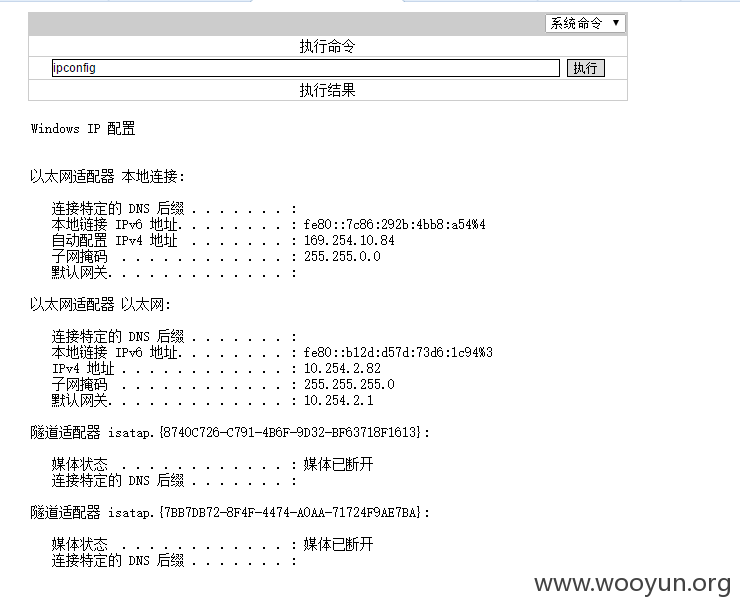 系统命令 ▼
执行命令
ipconfig 执行
执行结果
Windows IP 配置
以太网适配器 本地连接:
连接特定的 DNS 后缀 . . . . . . . :
本地链接 IPv6 地址. . . . . . . . : fe80::7c86:292b:4bb8:a54%4
自动配置 IPv4 地址 . . . . . . . : 169.254.10.84
子网掩码 . . . . . . . . . . . . : 255.255.0.0
默认网关. . . . . . . . . . . . . :
以太网适配器 以太网:
连接特定的 DNS 后缀 . . . . . . . :
本地链接 IPv6 地址. . . . . . . . : fe80::b12d:d57d:73d6:1c94%3
IPv4 地址 . . . . . . . . . . . . : 10.254.2.82
子网掩码 . . . . . . . . . . . . : 255.255.255.0
默认网关. . . . . . . . . . . . . : 10.254.2.1
隧道适配器 isatap.{8740C726-C791-4B6F-9D32-BF63718F1613}:
媒体状态 . . . . . . . . . . . . : 媒体已断开
连接特定的 DNS 后缀 . . . . . . . :
隧道适配器 isatap.{7BB7DB72-8F4F-4474-A0AA-71724F9AE7BA}:
媒体状态 . . . . . . . . . . . . : 媒体已断开
连接特定的 DNS 后缀 . . . . . . . :
www.wooyun.org